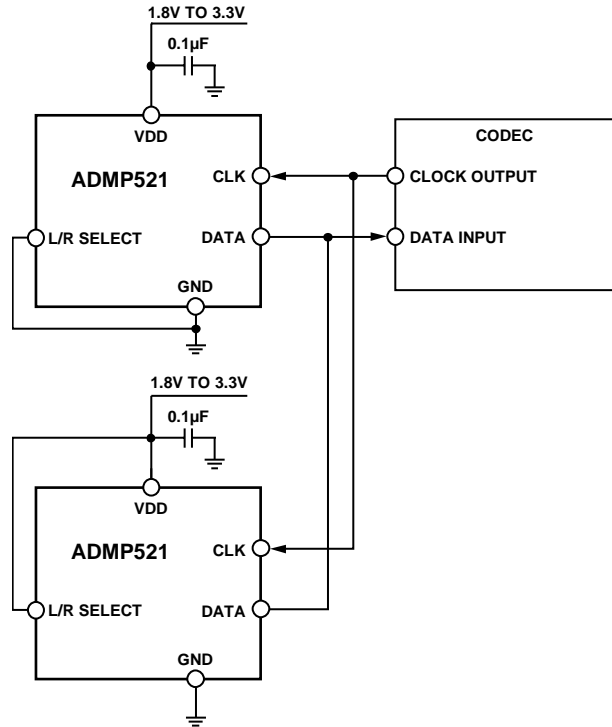 1.8V TO 3.3V
0.1µF
VDD
ADMP521
CLK
L/R SELECT
DATA
GND
CODEC
CLOCK OUTPUT
DATA INPUT
1.8V TO 3.3V
0.1µF
VDD
ADMP521
CLK
L/R SELECT
DATA
GND